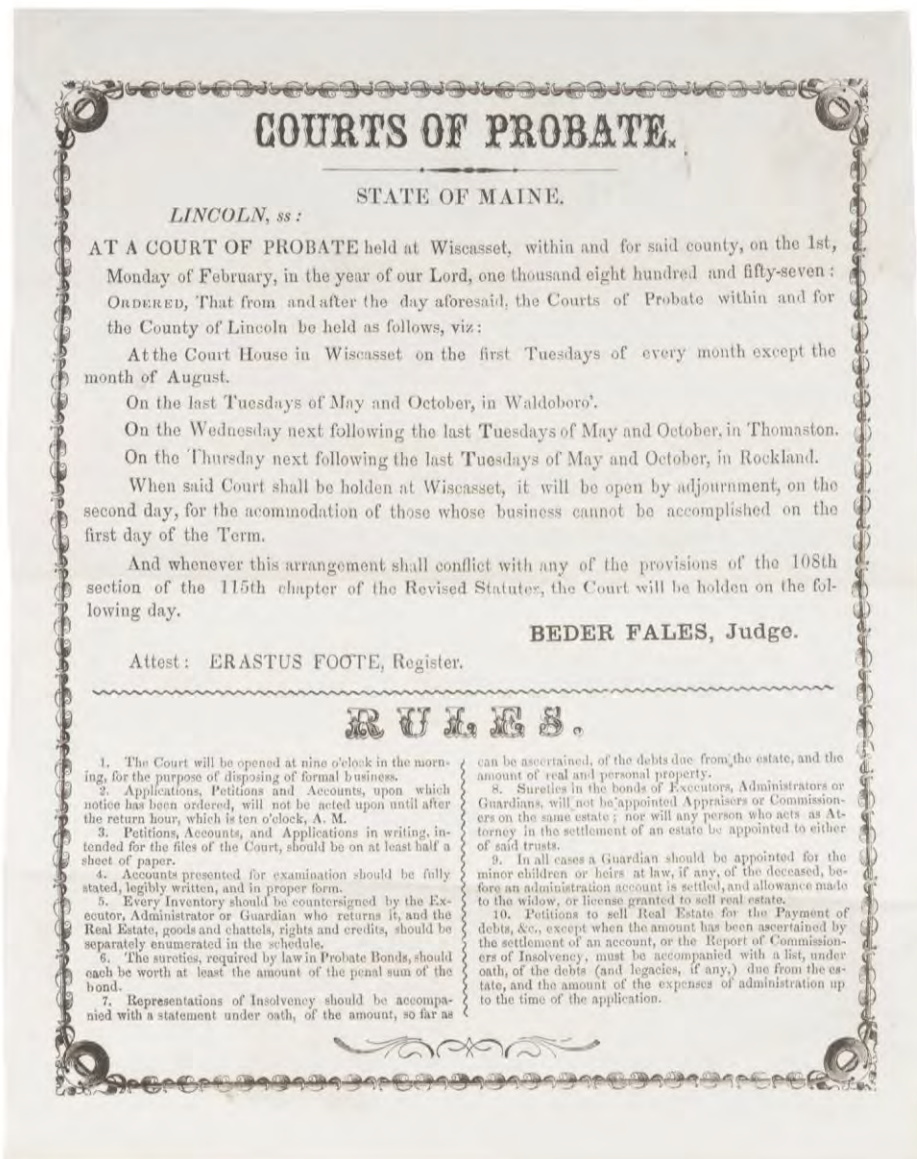 COURTS OF PROBATE.
STATE OF MAINE.
LINCOLN, ss:
AT A COURT OF PROBATE held at Wiscasset, within and for said county, on the 1st,
Monday of February, in the year of our Lord, one thousand eight hundred and fifty-seven:
ORDERED, That from and after the day aforesaid, the Courts of Probate within and for
the County of Lincoln be held as follows, viz:
At the Court House in Wiscasset on the first Tuesdays of every month except the
month of August.
On the last Tuesdays of May and October, in Waldoboro'.
On the Wednesday next following the last Tuesdays of May and October, in Thomaston.
On the Thursday next following the last Tuesdays of May and October, in Rockland.
When said Court shall be holden at Wiscasset, it will be open by adjournment, on the
second day, for the acommodation of those whose business cannot be accomplished on the
first day of the Term.
And whenever this arrangement shall conflict with any of the provisions of the 108th
section of the 115th chapter of the Revised Statutes, the Court will be holden on the fol-
lowing day.
BEDER FALES, Judge.
Attest: ERASTUS FOOTE, Register.
RULES.
1. The Court will be opened at nine o'clock in the morn-
ing, for the purpose of disposing of formal business.
2. Applications, Petitions and Accounts, upon which
notice has been ordered, will not be acted upon until after
the return hour, which is ten o'clock, A. M.
3. Petitions, Accounts, and Applications in writing, in-
tended for the files of the Court, should be on at least half a
sheet of paper.
4. Accounts presented for examination should be fully
stated, legibly written, and in proper form.
5. Every Inventory should be countersigned by the Ex-
ecutor, Administrator or Guardian who returns it, and the
Real Estate, goods and chattels, rights and credits, should be
separately enumerated in the schedule.
6. The sureties, required by law in Probate Bonds, should
each be worth at least the amount of the penal sum of the
bond.
7. Representations of Insolvency should be accompa-
nied with a statement under oath, of the amount, so far as
can be ascertained, of the debts due from the estate, and the
amount of real and personal property.
8. Sureties in the bonds of Executors, Administrators or
Guardians, will not be appointed Appraisers or Commission-
ers on the same estate; nor will any person who acts as At-
torney in the settlement of an estate be appointed to either
of said trusts.
9. In all cases a Guardian should be appointed for the
minor children or heirs at law, if any, of the deceased, be-
fore an administration account is settled, and allowance made
to the widow, or license granted to sell real estate.
10. Petitions to sell Real Estate for the Payment of
debts, &c., except when the amount has been ascertained by
the settlement of an account, or the Report of Commission-
ers of Insolvency, must be accompanied with a list, under
oath, of the debts (and legacies, if any,) due from the es-
tate, and the amount of the expenses of administration up
to the time of the application.